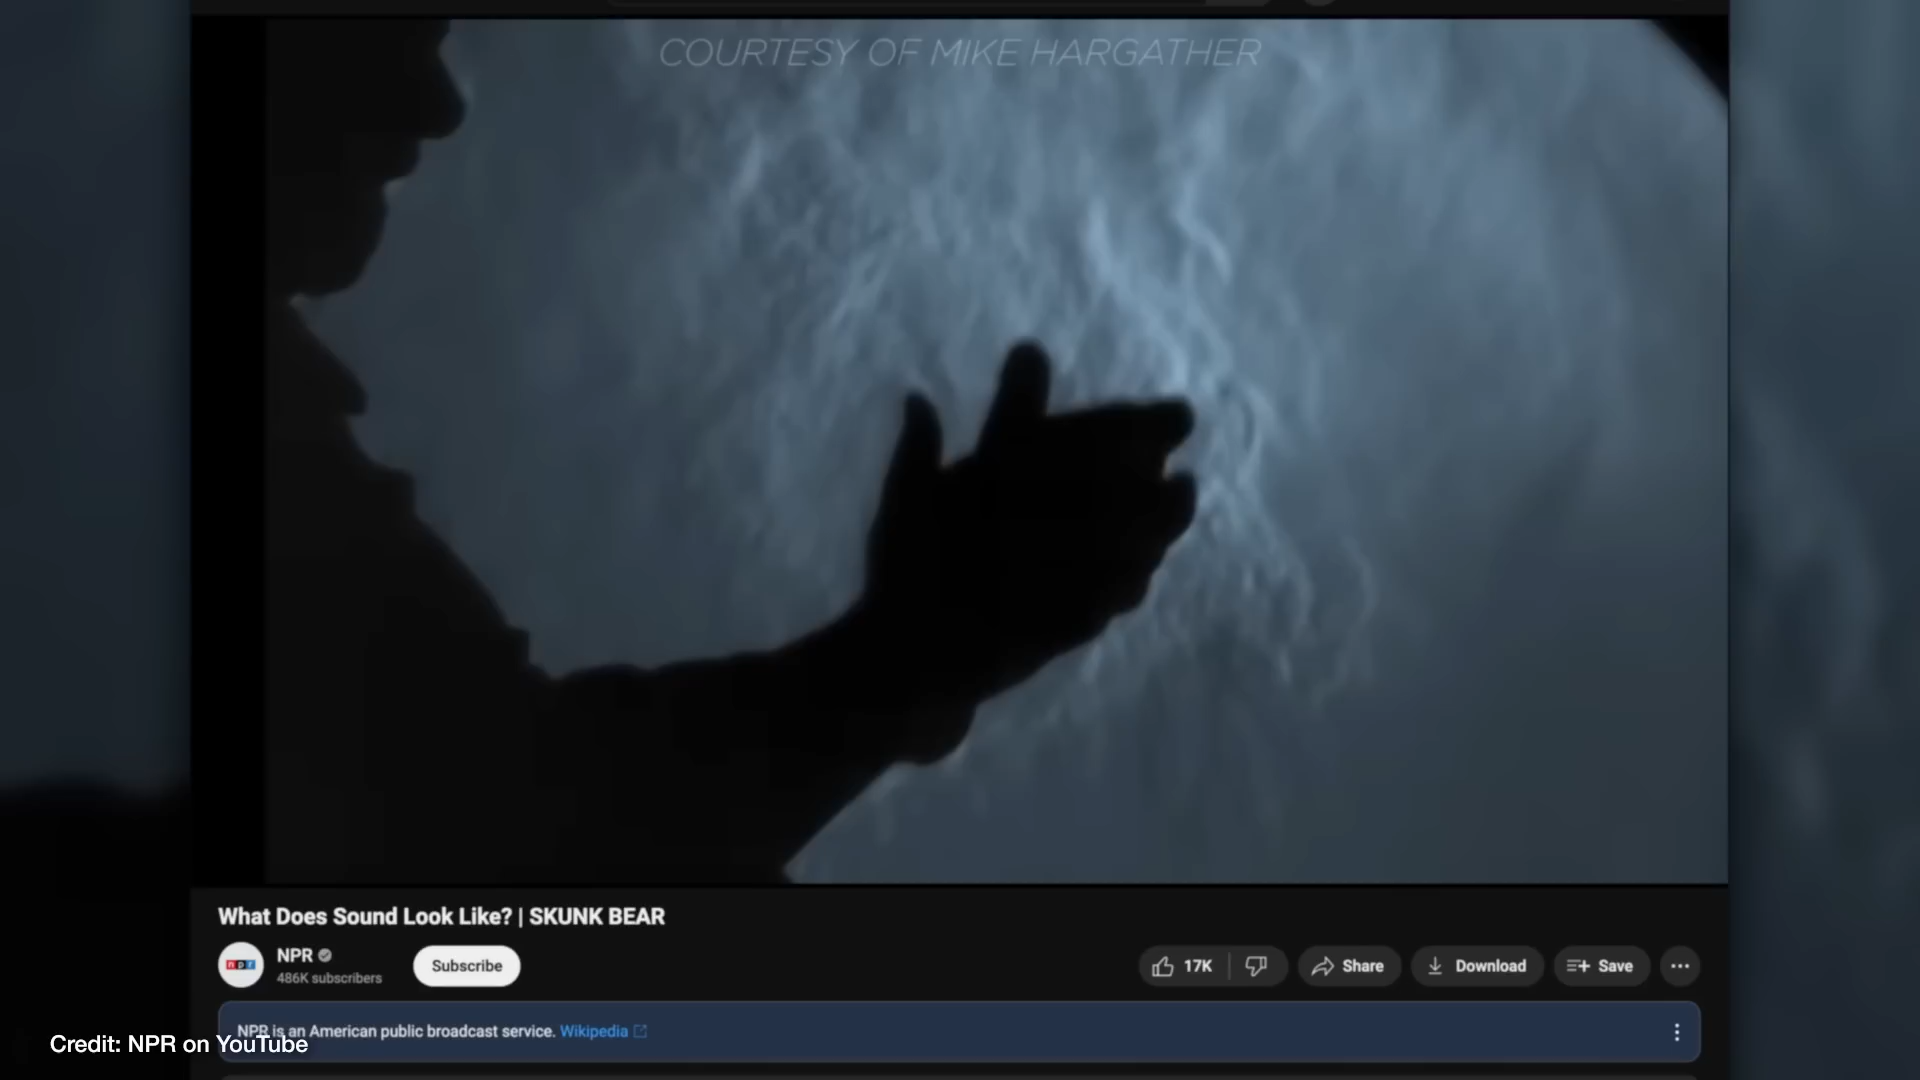 COURTESY OF MIKE HARGATHER
What Does Sound Look Like? | SKUNK BEAR
npr
NPR
486K subscribers
Subscribe
17K
Share
Download
Save
NPR is an American public broadcast service. Wikipedia
Credit: NPR on YouTube